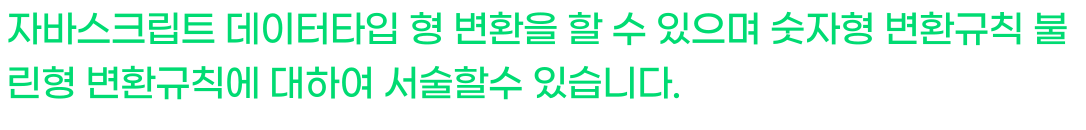 자바스크립트 데이터타입 형 변환을 할 수 있으며 숫자형 변환규칙 불
린형 변환규칙에 대하여 서술할수 있습니다.